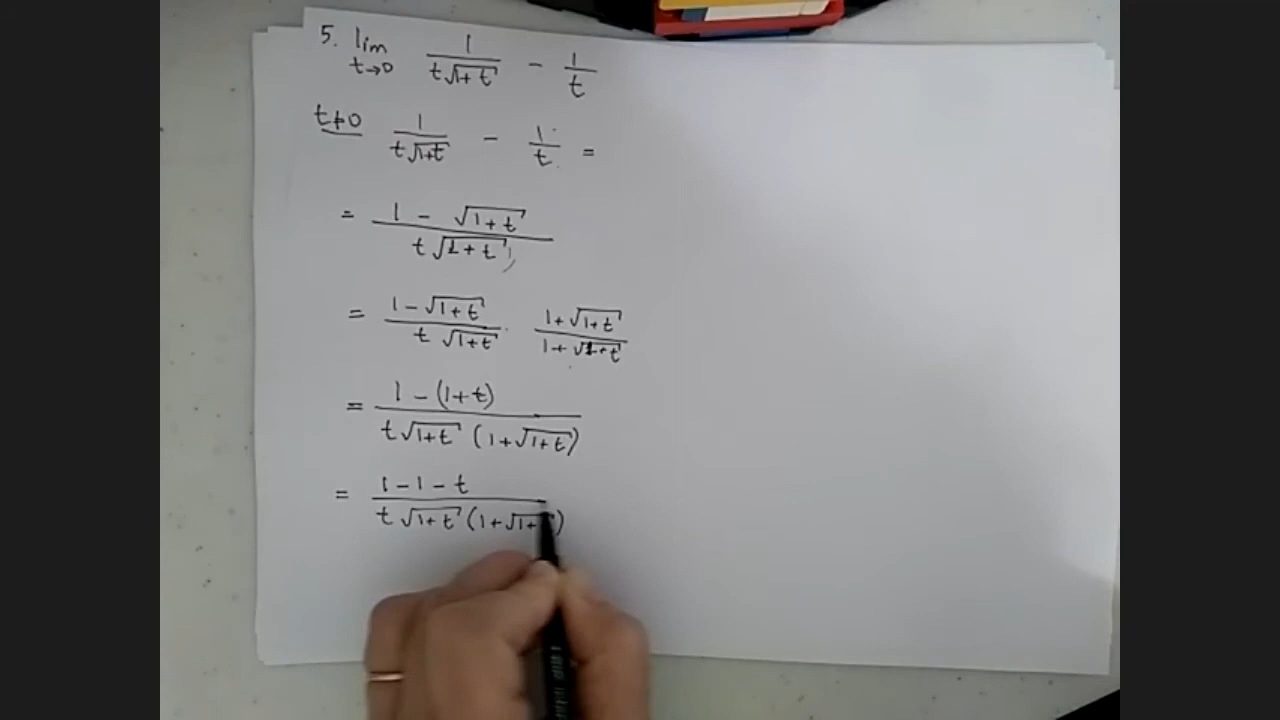 5. lim t→0 1/(t√(1+t)) - 1/t
t≠0 1/(t√(1+t)) - 1/t =
= (1 - √(1+t))/(t√(1+t))
= (1-√(1+t))/(t√(1+t)) · (1+√(1+t))/(1+√(1+t))
= (1-(1+t))/(t√(1+t) (1+√(1+t)))
= (1-1-t)/(t√(1+t) (1+√(1+